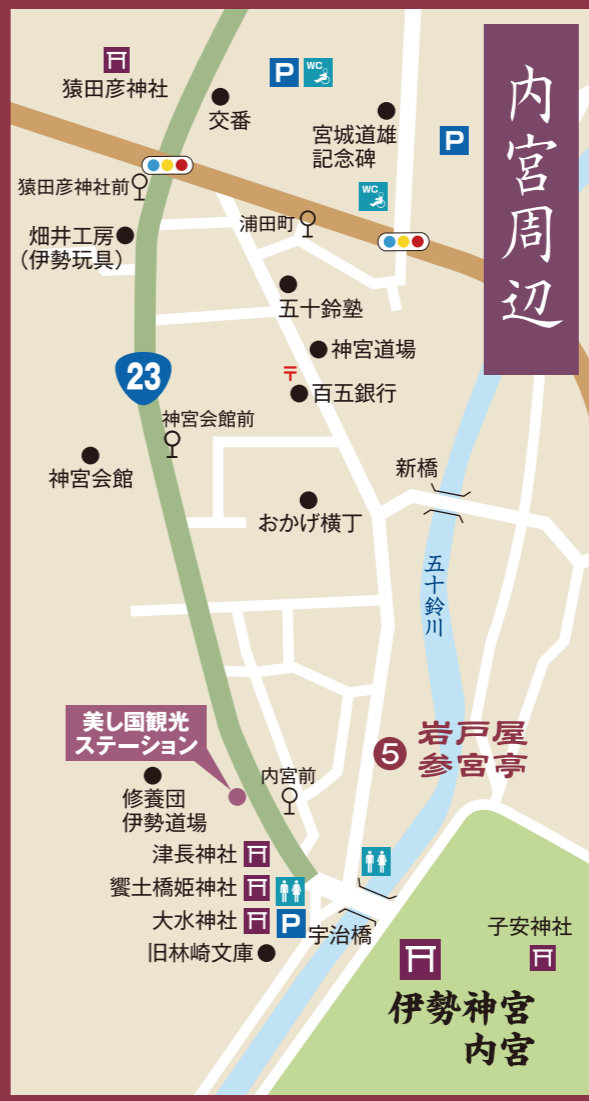 内宮周辺
猿田彦神社
P
WC
交番
宮城道雄
記念碑
P
WC
猿田彦神社前
浦田町
畑井工房
（伊勢玩具）
五十鈴塾
神宮道場
〒
百五銀行
23
神宮会館前
神宮会館
新橋
おかげ横丁
五十鈴川
美し国観光
ステーション
❺ 岩戸屋
参宮亭
内宮前
修養団
伊勢道場
津長神社
饗土橋姫神社
大水神社
P
宇治橋
旧林崎文庫
子安神社
伊勢神宮
内宮